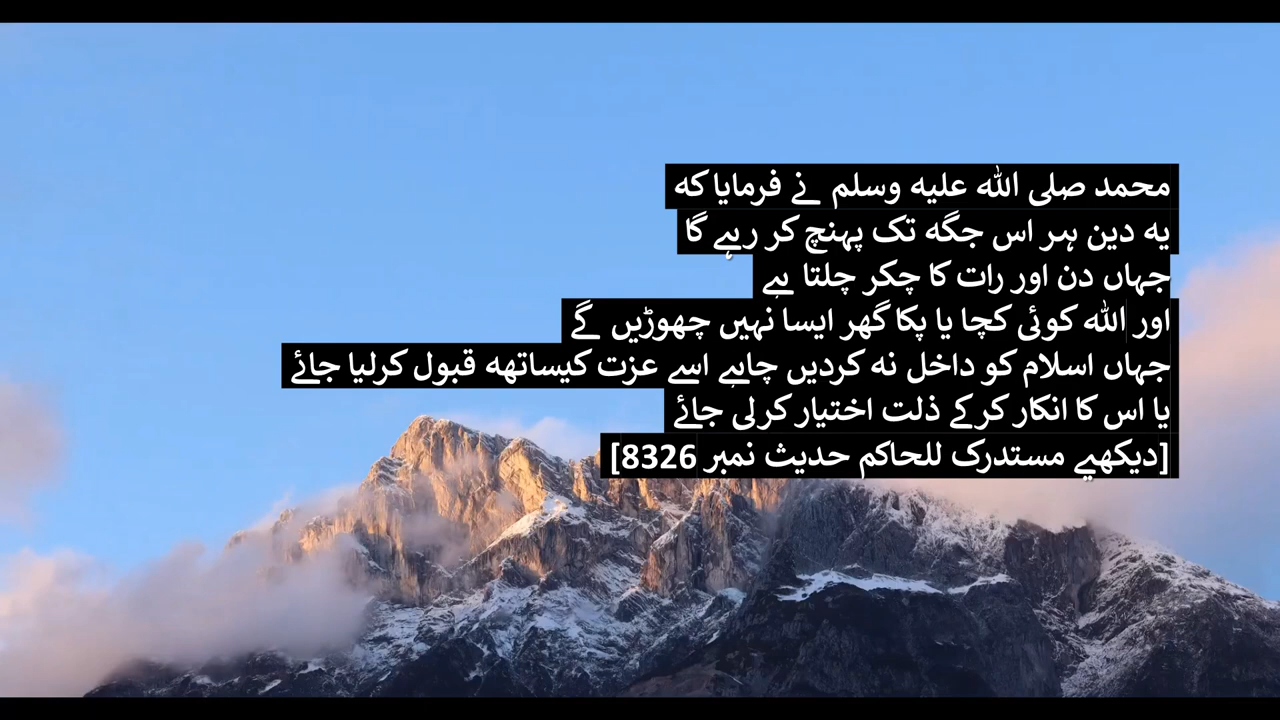 محمد صلی اللہ علیہ وسلم نے فرمایا کہ
یہ دین ہر اس جگہ تک پہنچ کر رہے گا
جہاں دن اور رات کا چکر چلتا ہے
اور اللہ کوئی کچا یا پکا گھر ایسا نہیں چھوڑیں گے
جہاں اسلام کو داخل نہ کردیں چاہے اسے عزت کیساتھ قبول کرلیا جائے
یا اس کا انکار کرکے ذلت اختیار کرلی جائے
[دیکھیے مستدرک للحاکم حدیث نمبر 8326]